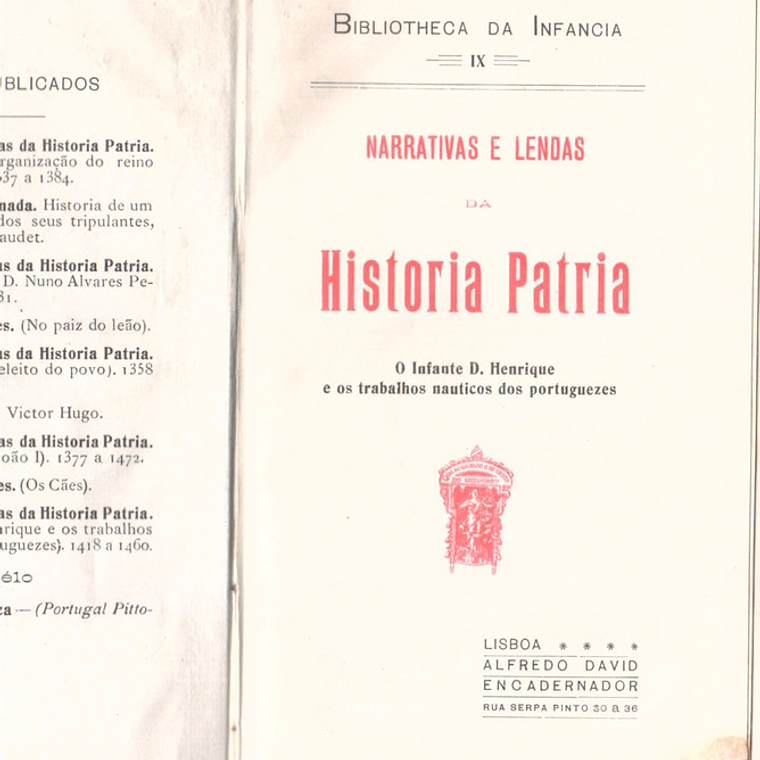 UBLICADOS
as da Historia Patria.
rganização do reino
37 a 1384.
nada. Historia de um
dos seus tripulantes,
audet.
as da Historia Patria.
D. Nuno Alvares Pe-
31.
s. (No paiz do leão).
as da Historia Patria.
eleito do povo). 1358
Victor Hugo.
as da Historia Patria.
oão I). 1377 a 1472.
es. (Os Cães).
as da Historia Patria.
rique e os trabalhos
uguezes). 1418 a 1460.
élo
za — (Portugal Pitto-
BIBLIOTHECA DA INFANCIA
IX
NARRATIVAS E LENDAS
DA
Historia Patria
O Infante D. Henrique
e os trabalhos nauticos dos portuguezes
LISBOA * * * *
ALFREDO DAVID
ENCADERNADOR
RUA SERPA PINTO 30 a 36